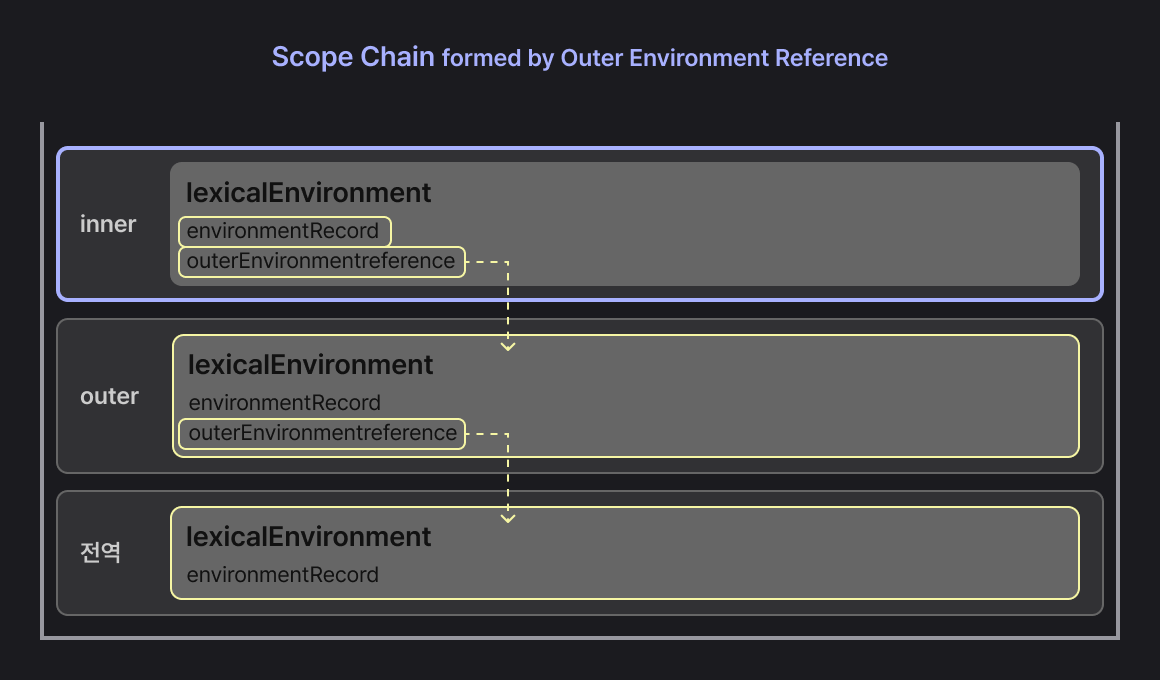 Scope Chain formed by Outer Environment Reference
inner
lexicalEnvironment
environmentRecord
outerEnvironmentreference
outer
lexicalEnvironment
environmentRecord
outerEnvironmentreference
전역
lexicalEnvironment
environmentRecord